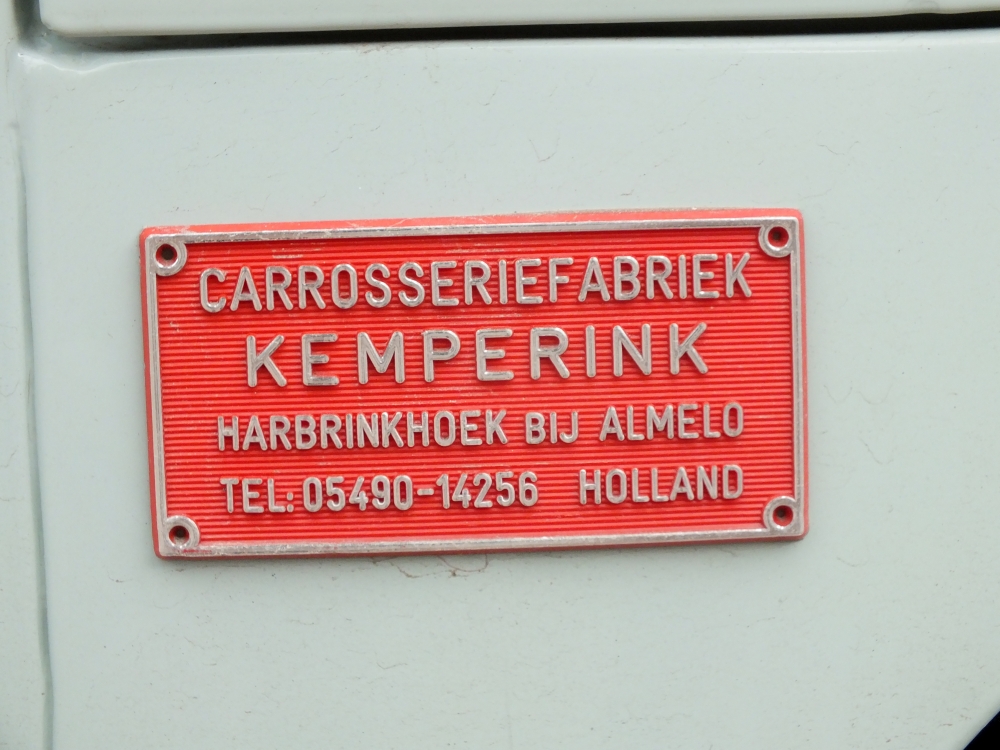 CARROSSERIEFABRIEK
KEMPERINK
HARBRINKHOEK BIJ ALMELO
TEL: 05490-14256 HOLLAND